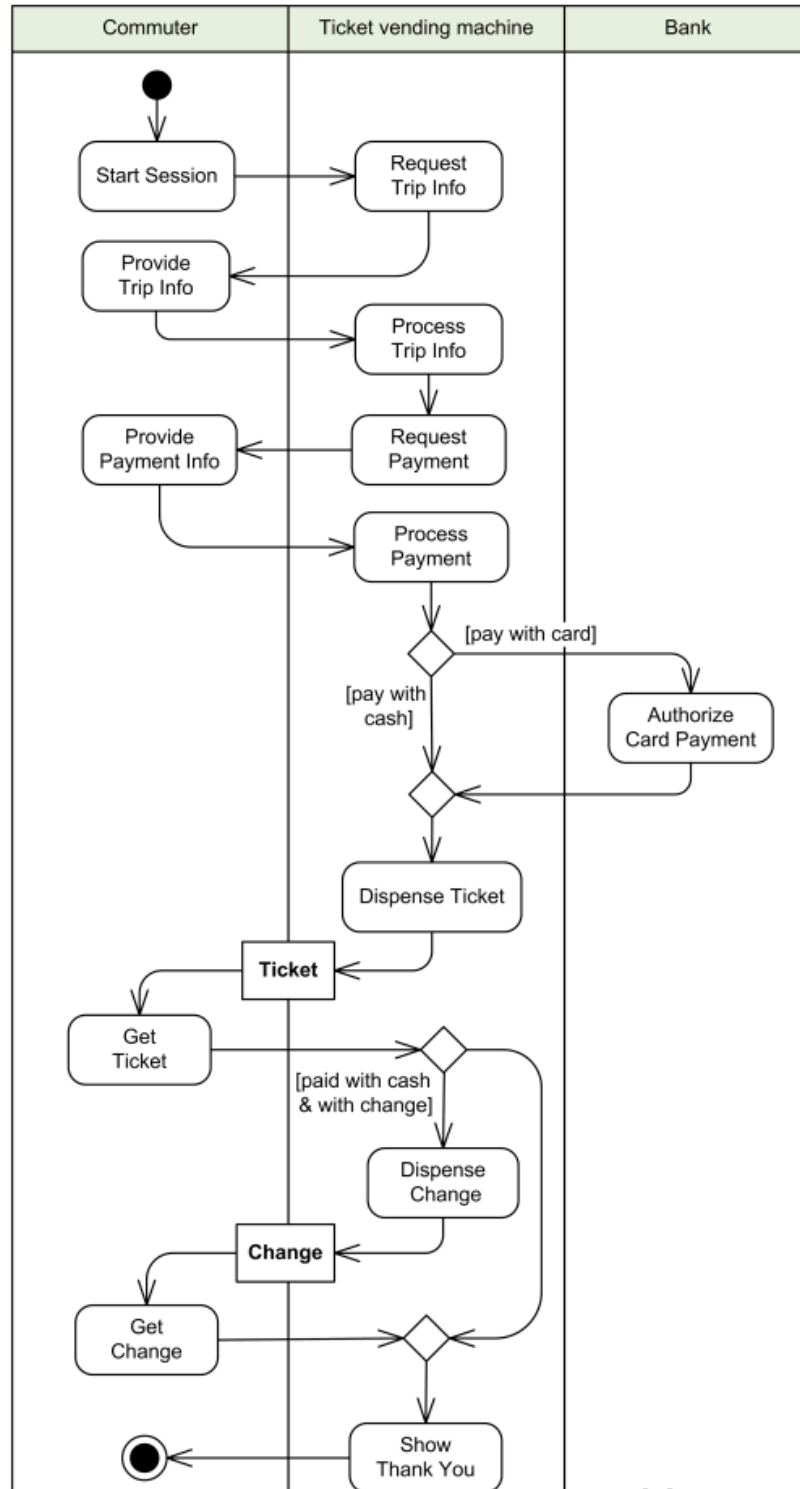 Commuter
Ticket vending machine
Bank
Start Session
Request
Trip Info
Provide
Trip Info
Process
Trip Info
Provide
Payment Info
Request
Payment
Process
Payment
[pay with card]
[pay with
cash]
Authorize
Card Payment
Dispense Ticket
Ticket
Get
Ticket
[paid with cash
& with change]
Dispense
Change
Change
Get
Change
Show
Thank You